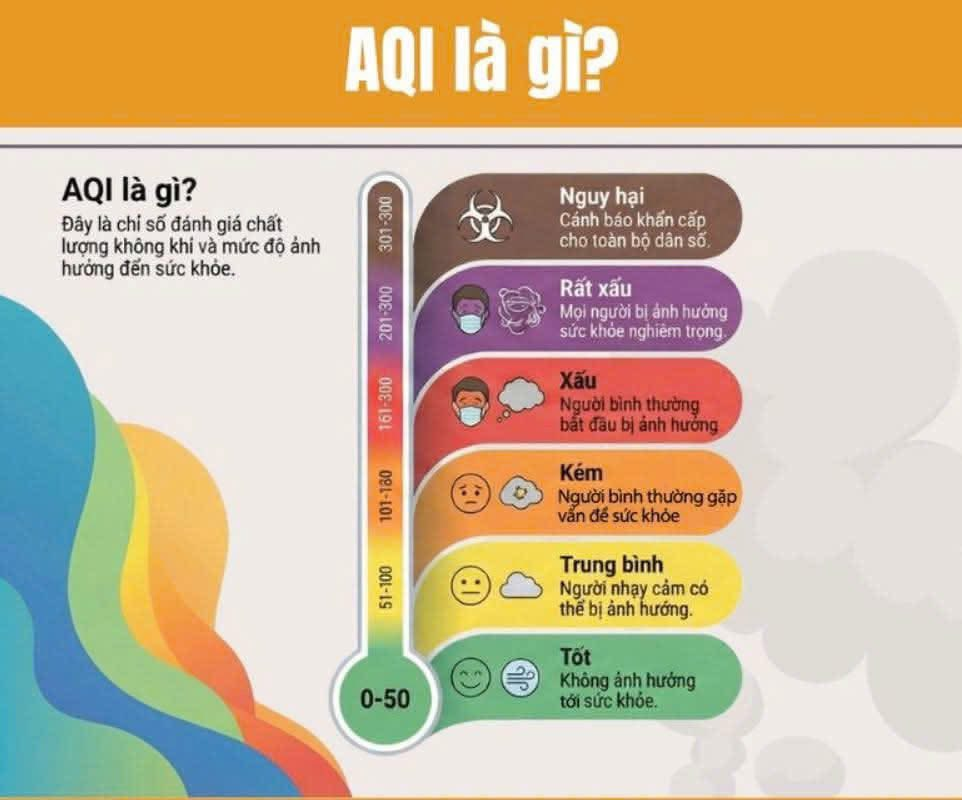 AQI là gì?
AQI là gì?
Đây là chỉ số đánh giá chất
lượng không khí và mức độ ảnh
hưởng đến sức khỏe.
301-300
Nguy hại
Cảnh báo khẩn cấp
cho toàn bộ dân số.
201-300
Rất xấu
Mọi người bị ảnh hưởng
sức khỏe nghiêm trọng.
161-300
Xấu
Người bình thường
bắt đầu bị ảnh hưởng
101-180
Kém
Người bình thường gặp
vấn đề sức khỏe
51-100
Trung bình
Người nhạy cảm có
thể bị ảnh hưởng.
0-50
Tốt
Không ảnh hưởng
tới sức khỏe.